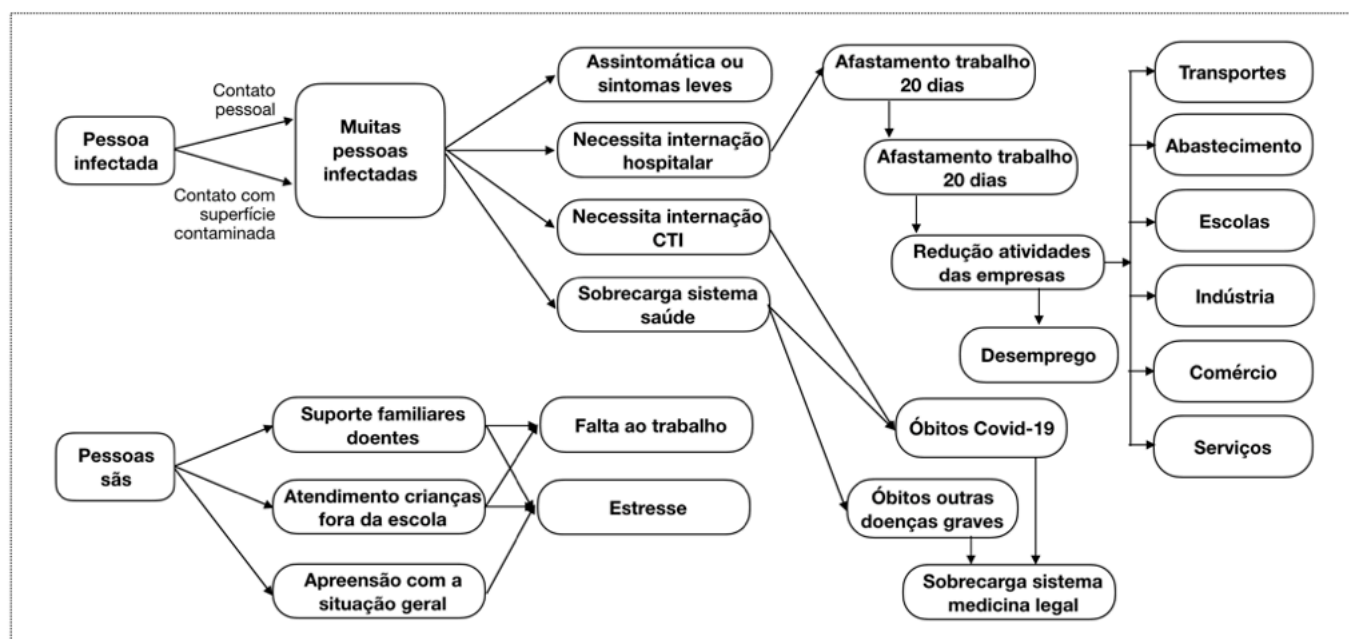 Pessoa
infectada
Contato
pessoal
Contato com
superfície
contaminada
Muitas
pessoas
infectadas
Assintomática ou
sintomas leves
Necessita internação
hospitalar
Necessita internação
CTI
Sobrecarga sistema
saúde
Afastamento trabalho
20 dias
Afastamento trabalho
20 dias
Redução atividades
das empresas
Desemprego
Transportes
Abastecimento
Escolas
Indústria
Comércio
Serviços
Pessoas
sãs
Suporte familiares
doentes
Atendimento crianças
fora da escola
Apreensão com a
situação geral
Falta ao trabalho
Estresse
Óbitos Covid-19
Óbitos outras
doenças graves
Sobrecarga sistema
medicina legal